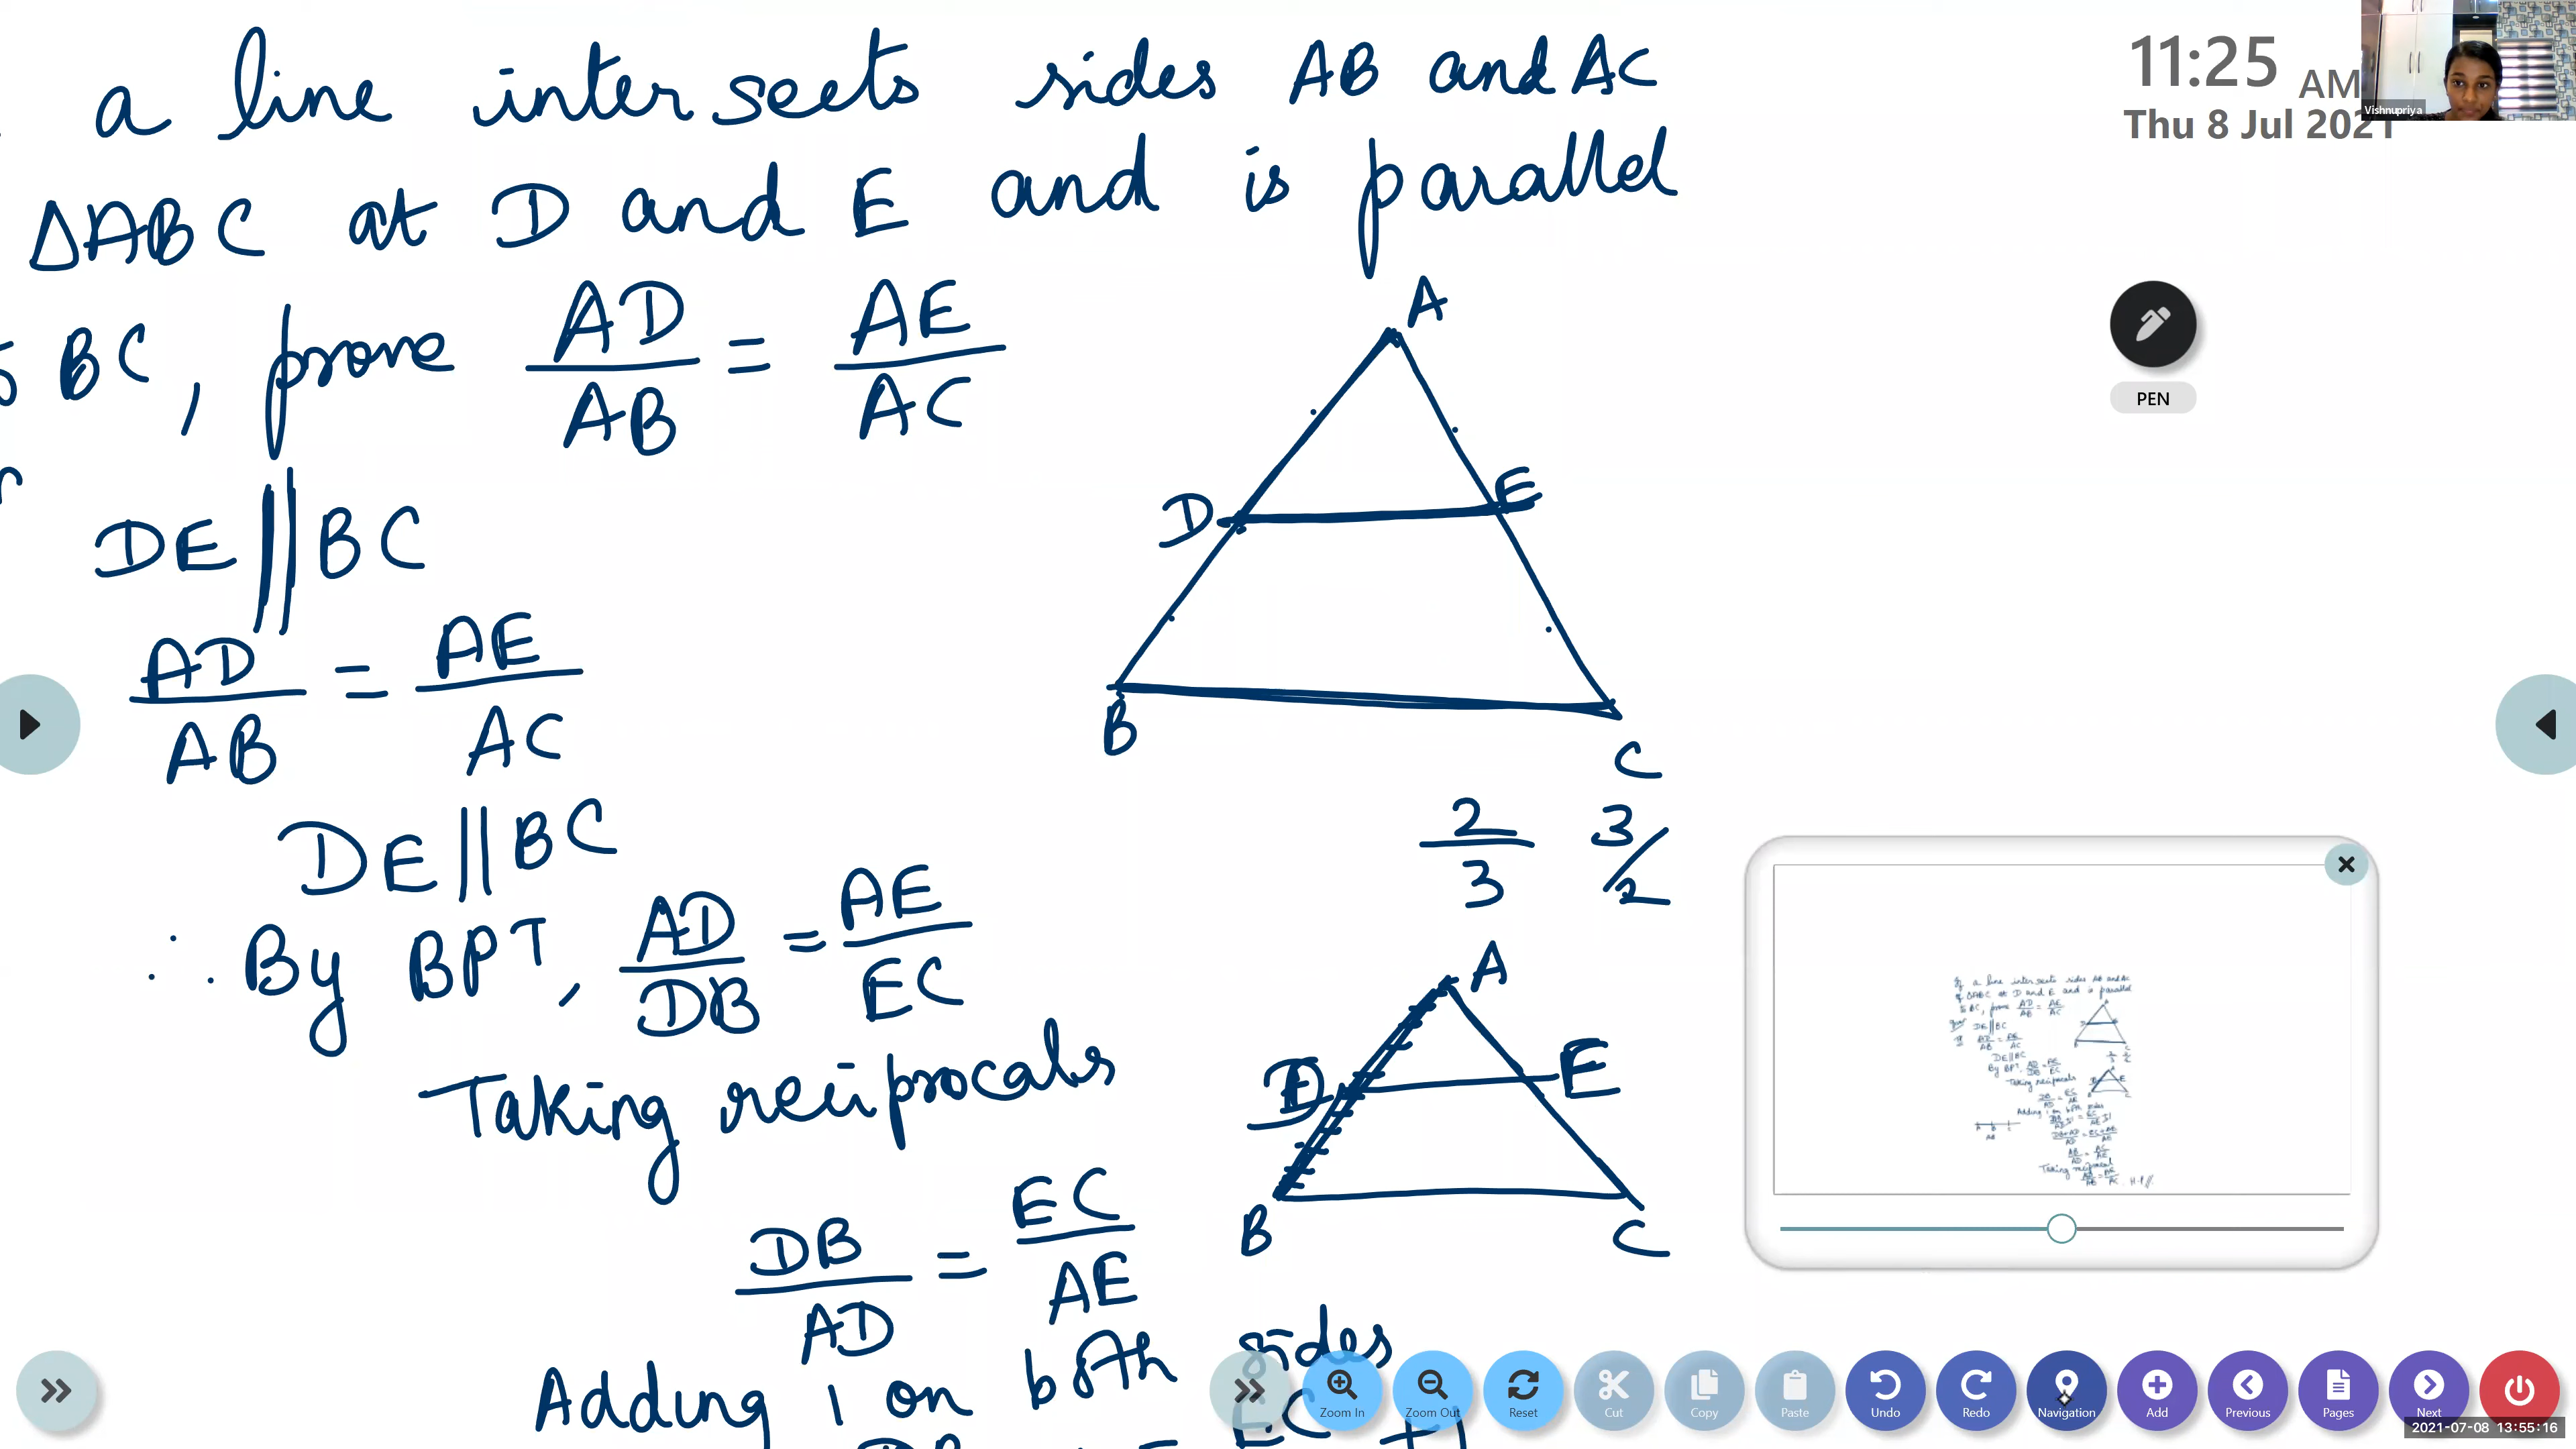 a line intersects sides AB and AC
ΔABC at D and E and is parallel
BC, prove AD/AB = AE/AC
DE || BC
AD/AB = AE/AC
DE || BC
∴ By BPT, AD/DB = AE/EC
Taking reciprocals
DB/AD = EC/AE
Adding 1 on both sides
A
D
E
B
C
2/3 3/2
A
D
E
B
C
11:25 AM
Thu 8 Jul 2021
Vishnupriya
PEN
Zoom In
Zoom Out
Reset
Cut
Copy
Paste
Undo
Redo
Navigation
Add
Previous
Pages
Next
2021-07-08 13:55:16